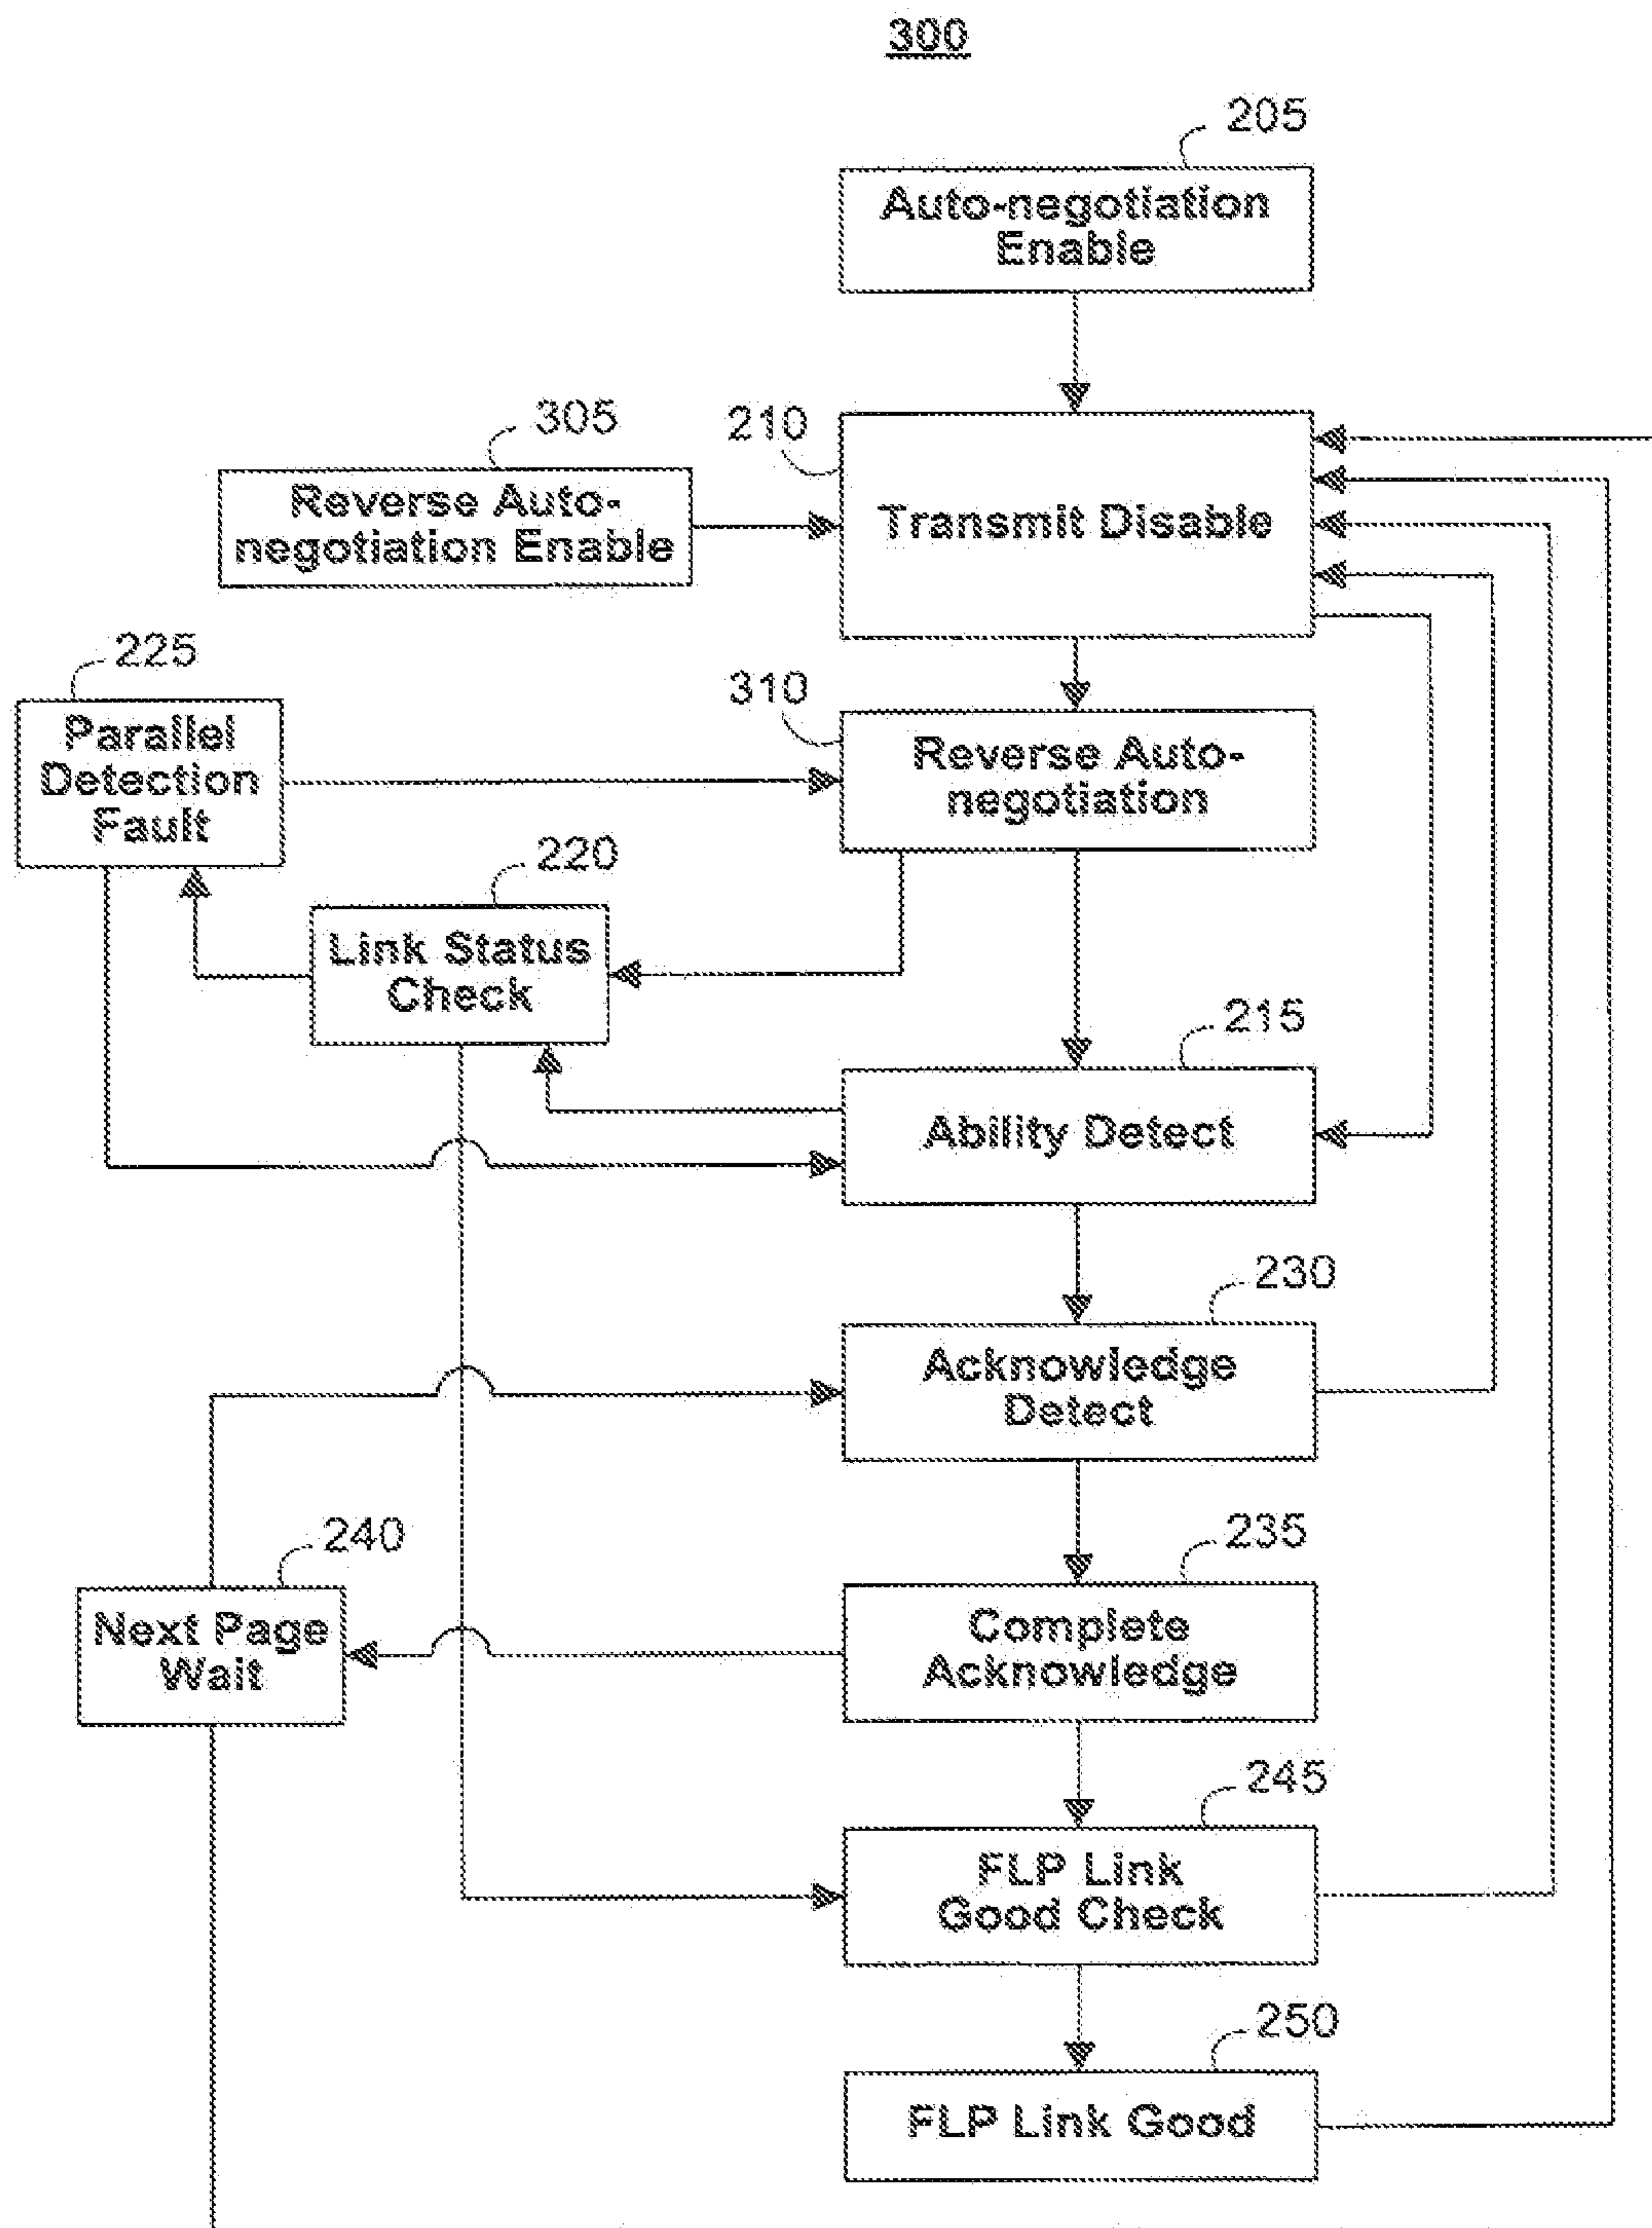 300
205
Auto-negotiation
Enable
305
210
Reverse Auto-
negotiation Enable
Transmit Disable
225
310
Parallel
Detection
Fault
Reverse Auto-
negotiation
220
Link Status
Check
215
Ability Detect
230
Acknowledge
Detect
240
235
Next Page
Wait
Complete
Acknowledge
245
FLP Link
Good Check
250
FLP Link Good